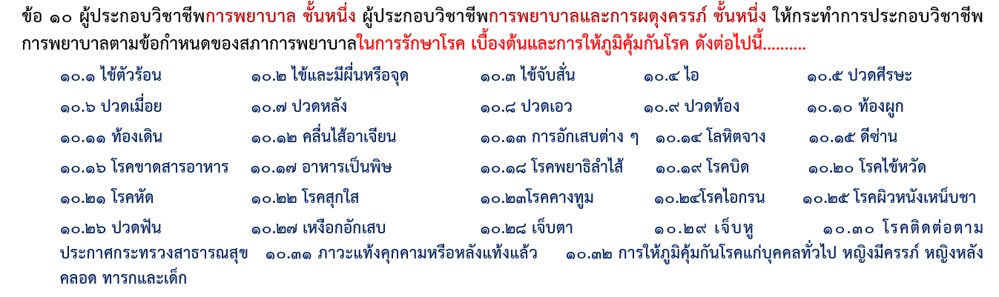 ข้อ ๑๐ ผู้ประกอบวิชาชีพการพยาบาล ชั้นหนึ่ง ผู้ประกอบวิชาชีพการพยาบาลและการผดุงครรภ์ ชั้นหนึ่ง ให้กระทำการประกอบวิชาชีพ
การพยาบาลตามข้อกำหนดของสภาการพยาบาลในการรักษาโรค เบื้องต้นและการให้ภูมิคุ้มกันโรค ดังต่อไปนี้..........
๑๐.๑ ไข้ตัวร้อน ๑๐.๒ ไข้และมีผื่นหรือจุด ๑๐.๓ ไข้จับสั่น ๑๐.๔ ไอ ๑๐.๕ ปวดศีรษะ
๑๐.๖ ปวดเมื่อย ๑๐.๗ ปวดหลัง ๑๐.๘ ปวดเอว ๑๐.๙ ปวดท้อง ๑๐.๑๐ ท้องผูก
๑๐.๑๑ ท้องเดิน ๑๐.๑๒ คลื่นไส้อาเจียน ๑๐.๑๓ การอักเสบต่าง ๆ ๑๐.๑๔ โลหิตจาง ๑๐.๑๕ ดีซ่าน
๑๐.๑๖ โรคขาดสารอาหาร ๑๐.๑๗ อาหารเป็นพิษ ๑๐.๑๘ โรคพยาธิลำไส้ ๑๐.๑๙ โรคบิด ๑๐.๒๐ โรคไข้หวัด
๑๐.๒๑ โรคหัด ๑๐.๒๒ โรคสุกใส ๑๐.๒๓โรคคางทูม ๑๐.๒๔โรคไอกรน ๑๐.๒๕ โรคผิวหนังเหน็บชา
๑๐.๒๖ ปวดฟัน ๑๐.๒๗ เหงือกอักเสบ ๑๐.๒๘ เจ็บตา ๑๐.๒๙ เจ็บหู ๑๐.๓๐ โรคติดต่อตาม
ประกาศกระทรวงสาธารณสุข ๑๐.๓๑ ภาวะแท้งคุกคามหรือหลังแท้งแล้ว ๑๐.๓๒ การให้ภูมิคุ้มกันโรคแก่บุคคลทั่วไป หญิงมีครรภ์ หญิงหลัง
คลอด ทารกและเด็ก